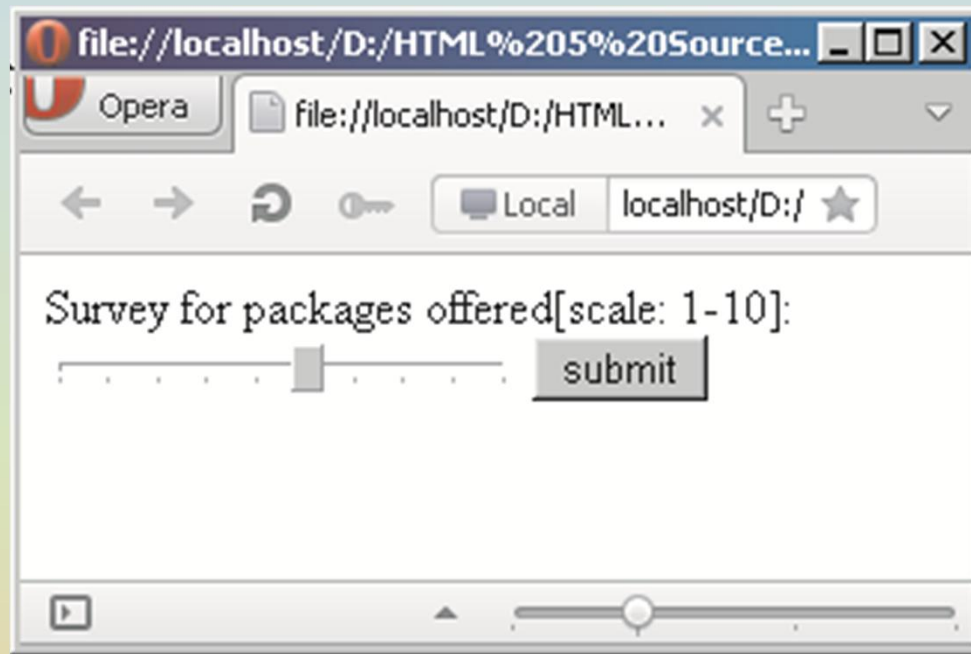 file://localhost/D:/HTML%205%20Source...
Opera
file://localhost/D:/HTML...
Local
localhost/D:/
Survey for packages offered[scale: 1-10]:
submit